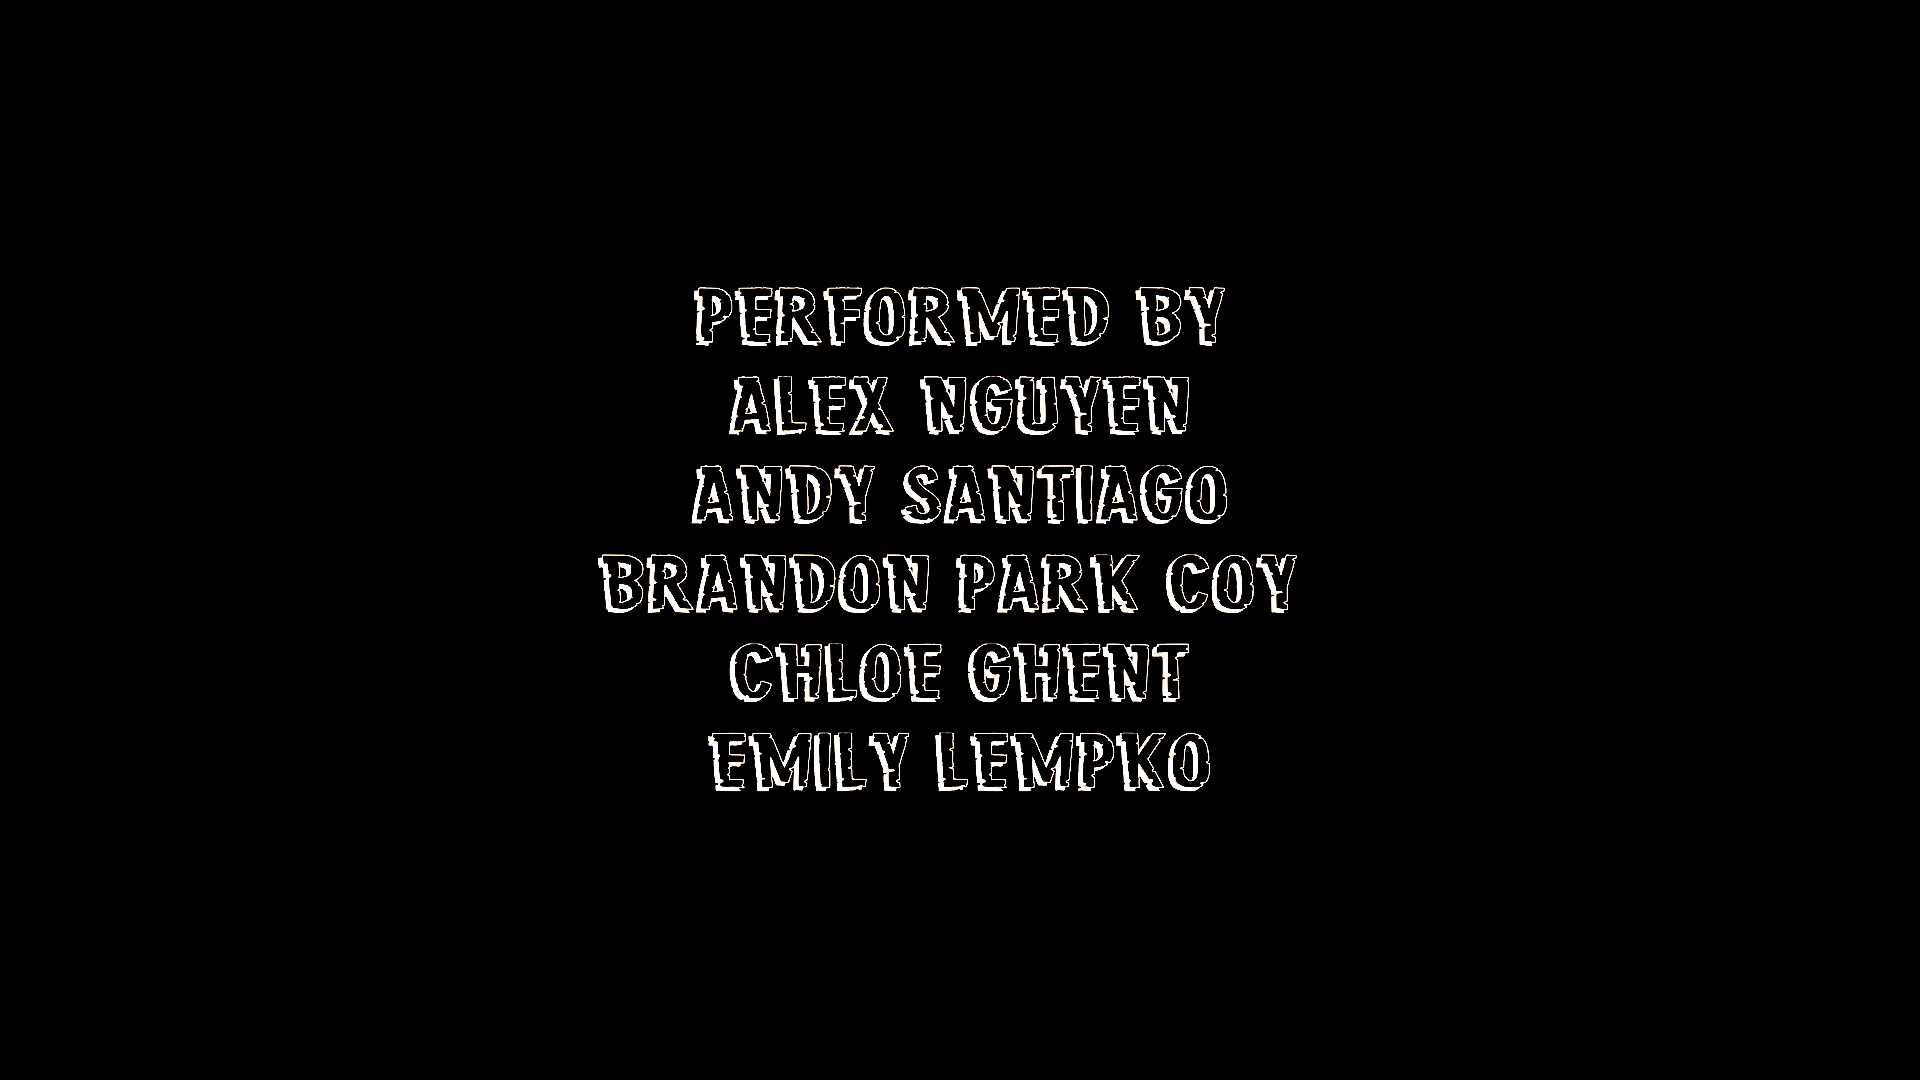 PERFORMED BY
ALEX NGUYEN
ANDY SANTIAGO
BRANDON PARK COY
CHLOE GHENT
EMILY LEMPKO